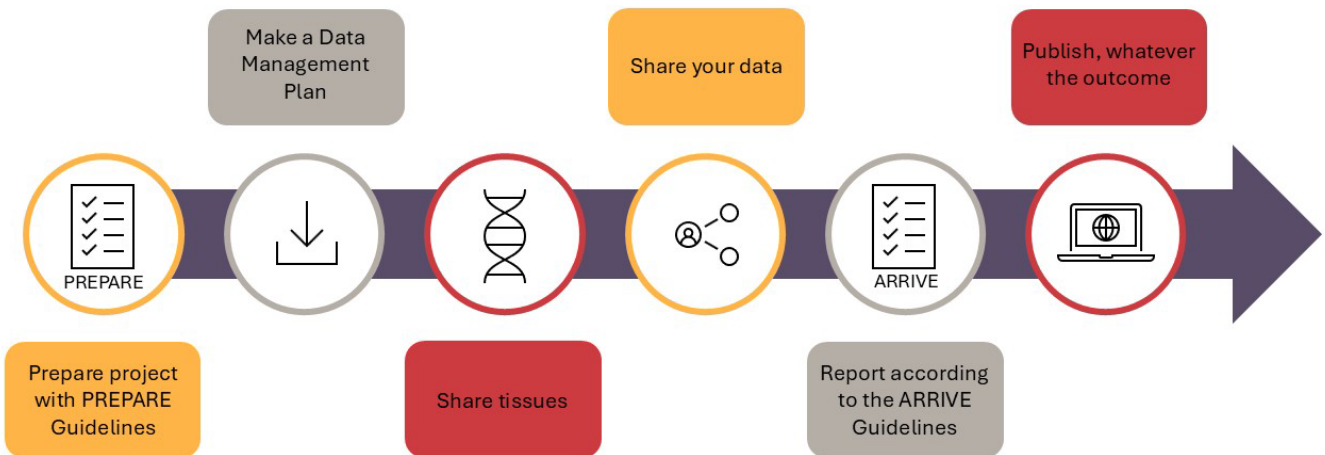 Make a Data
Management
Plan
Share your data
Publish, whatever
the outcome
PREPARE
ARRIVE
Prepare project
with PREPARE
Guidelines
Share tissues
Report according
to the ARRIVE
Guidelines